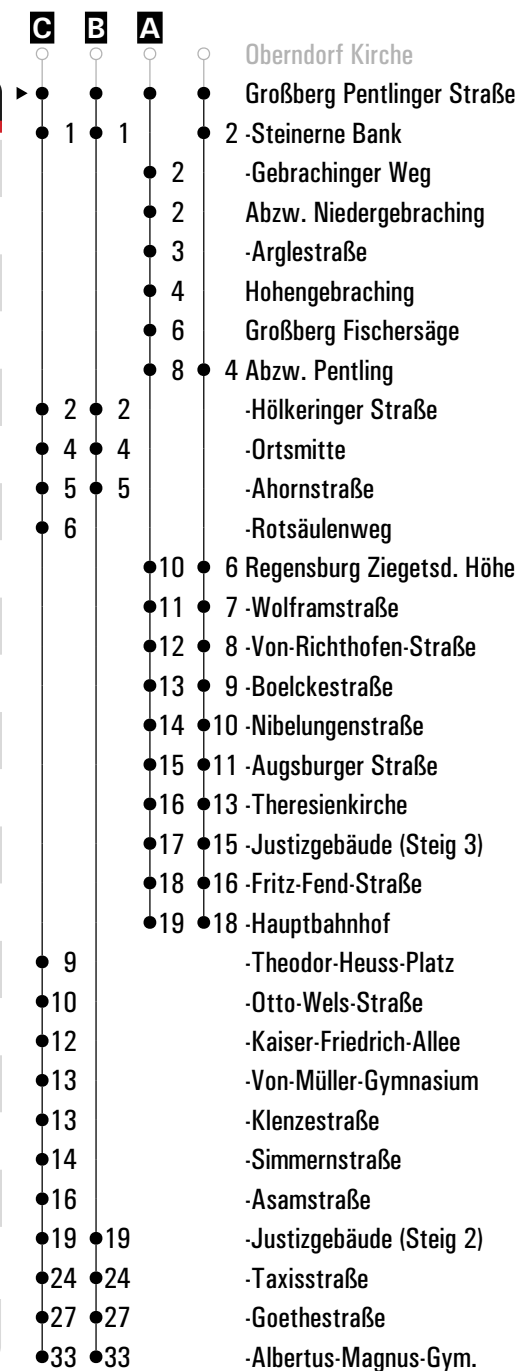 C B A
Oberndorf Kirche
Großberg Pentlinger Straße
1 1 2 -Steinerne Bank
2 -Gebrachinger Weg
2 Abzw. Niedergebraching
3 -Arglestraße
4 Hohengebraching
6 Großberg Fischersäge
8 4 Abzw. Pentling
2 2 -Hölkeringer Straße
4 4 -Ortsmitte
5 5 -Ahornstraße
6 -Rotsäulenweg
10 6 Regensburg Ziegetsd. Höhe
11 7 -Wolframstraße
12 8 -Von-Richthofen-Straße
13 9 -Boelckestraße
14 10 -Nibelungenstraße
15 11 -Augsburger Straße
16 13 -Theresienkirche
17 15 -Justizgebäude (Steig 3)
18 16 -Fritz-Fend-Straße
19 18 -Hauptbahnhof
9 -Theodor-Heuss-Platz
10 -Otto-Wels-Straße
12 -Kaiser-Friedrich-Allee
13 -Von-Müller-Gymnasium
13 -Klenzestraße
14 -Simmernstraße
16 -Asamstraße
19 19 -Justizgebäude (Steig 2)
24 24 -Taxisstraße
27 27 -Goethestraße
33 33 -Albertus-Magnus-Gym.